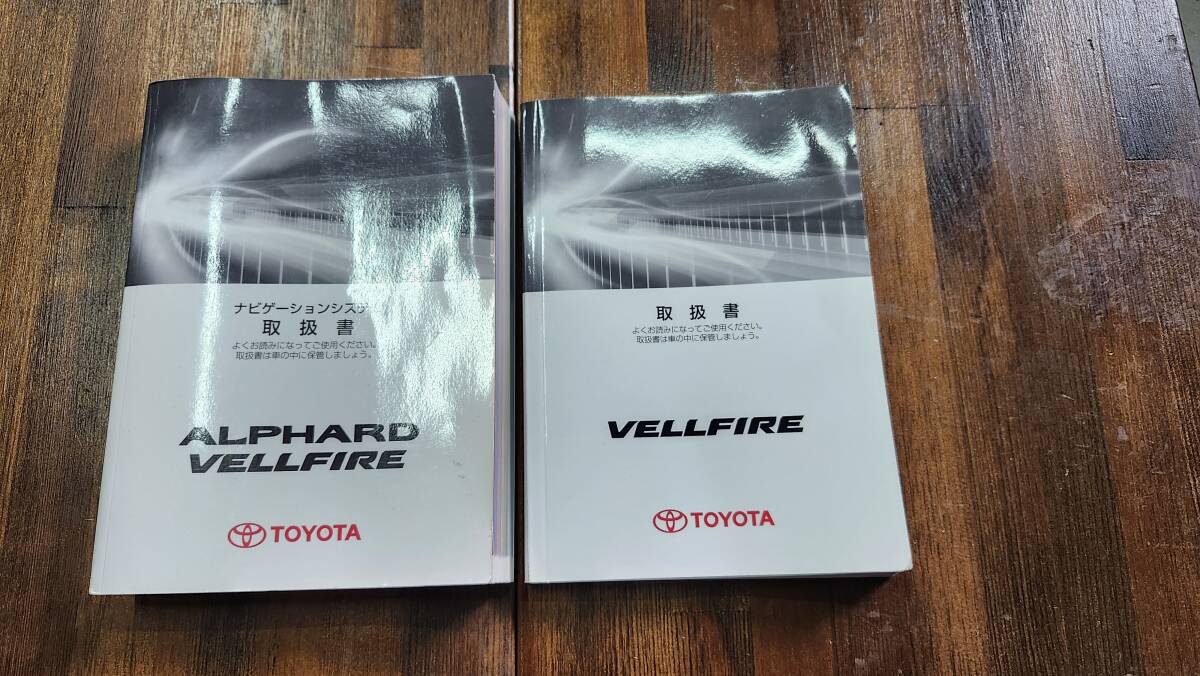 ナビゲーションシステ
取扱書
よくお読みになってご使用ください。
取扱書は車の中に保管しましょう。
ALPHARD
VELLFIRE
TOYOTA
取扱書
よくお読みになってご使用ください。
取扱書は車の中に保管しましょう。
VELLFIRE
TOYOTA